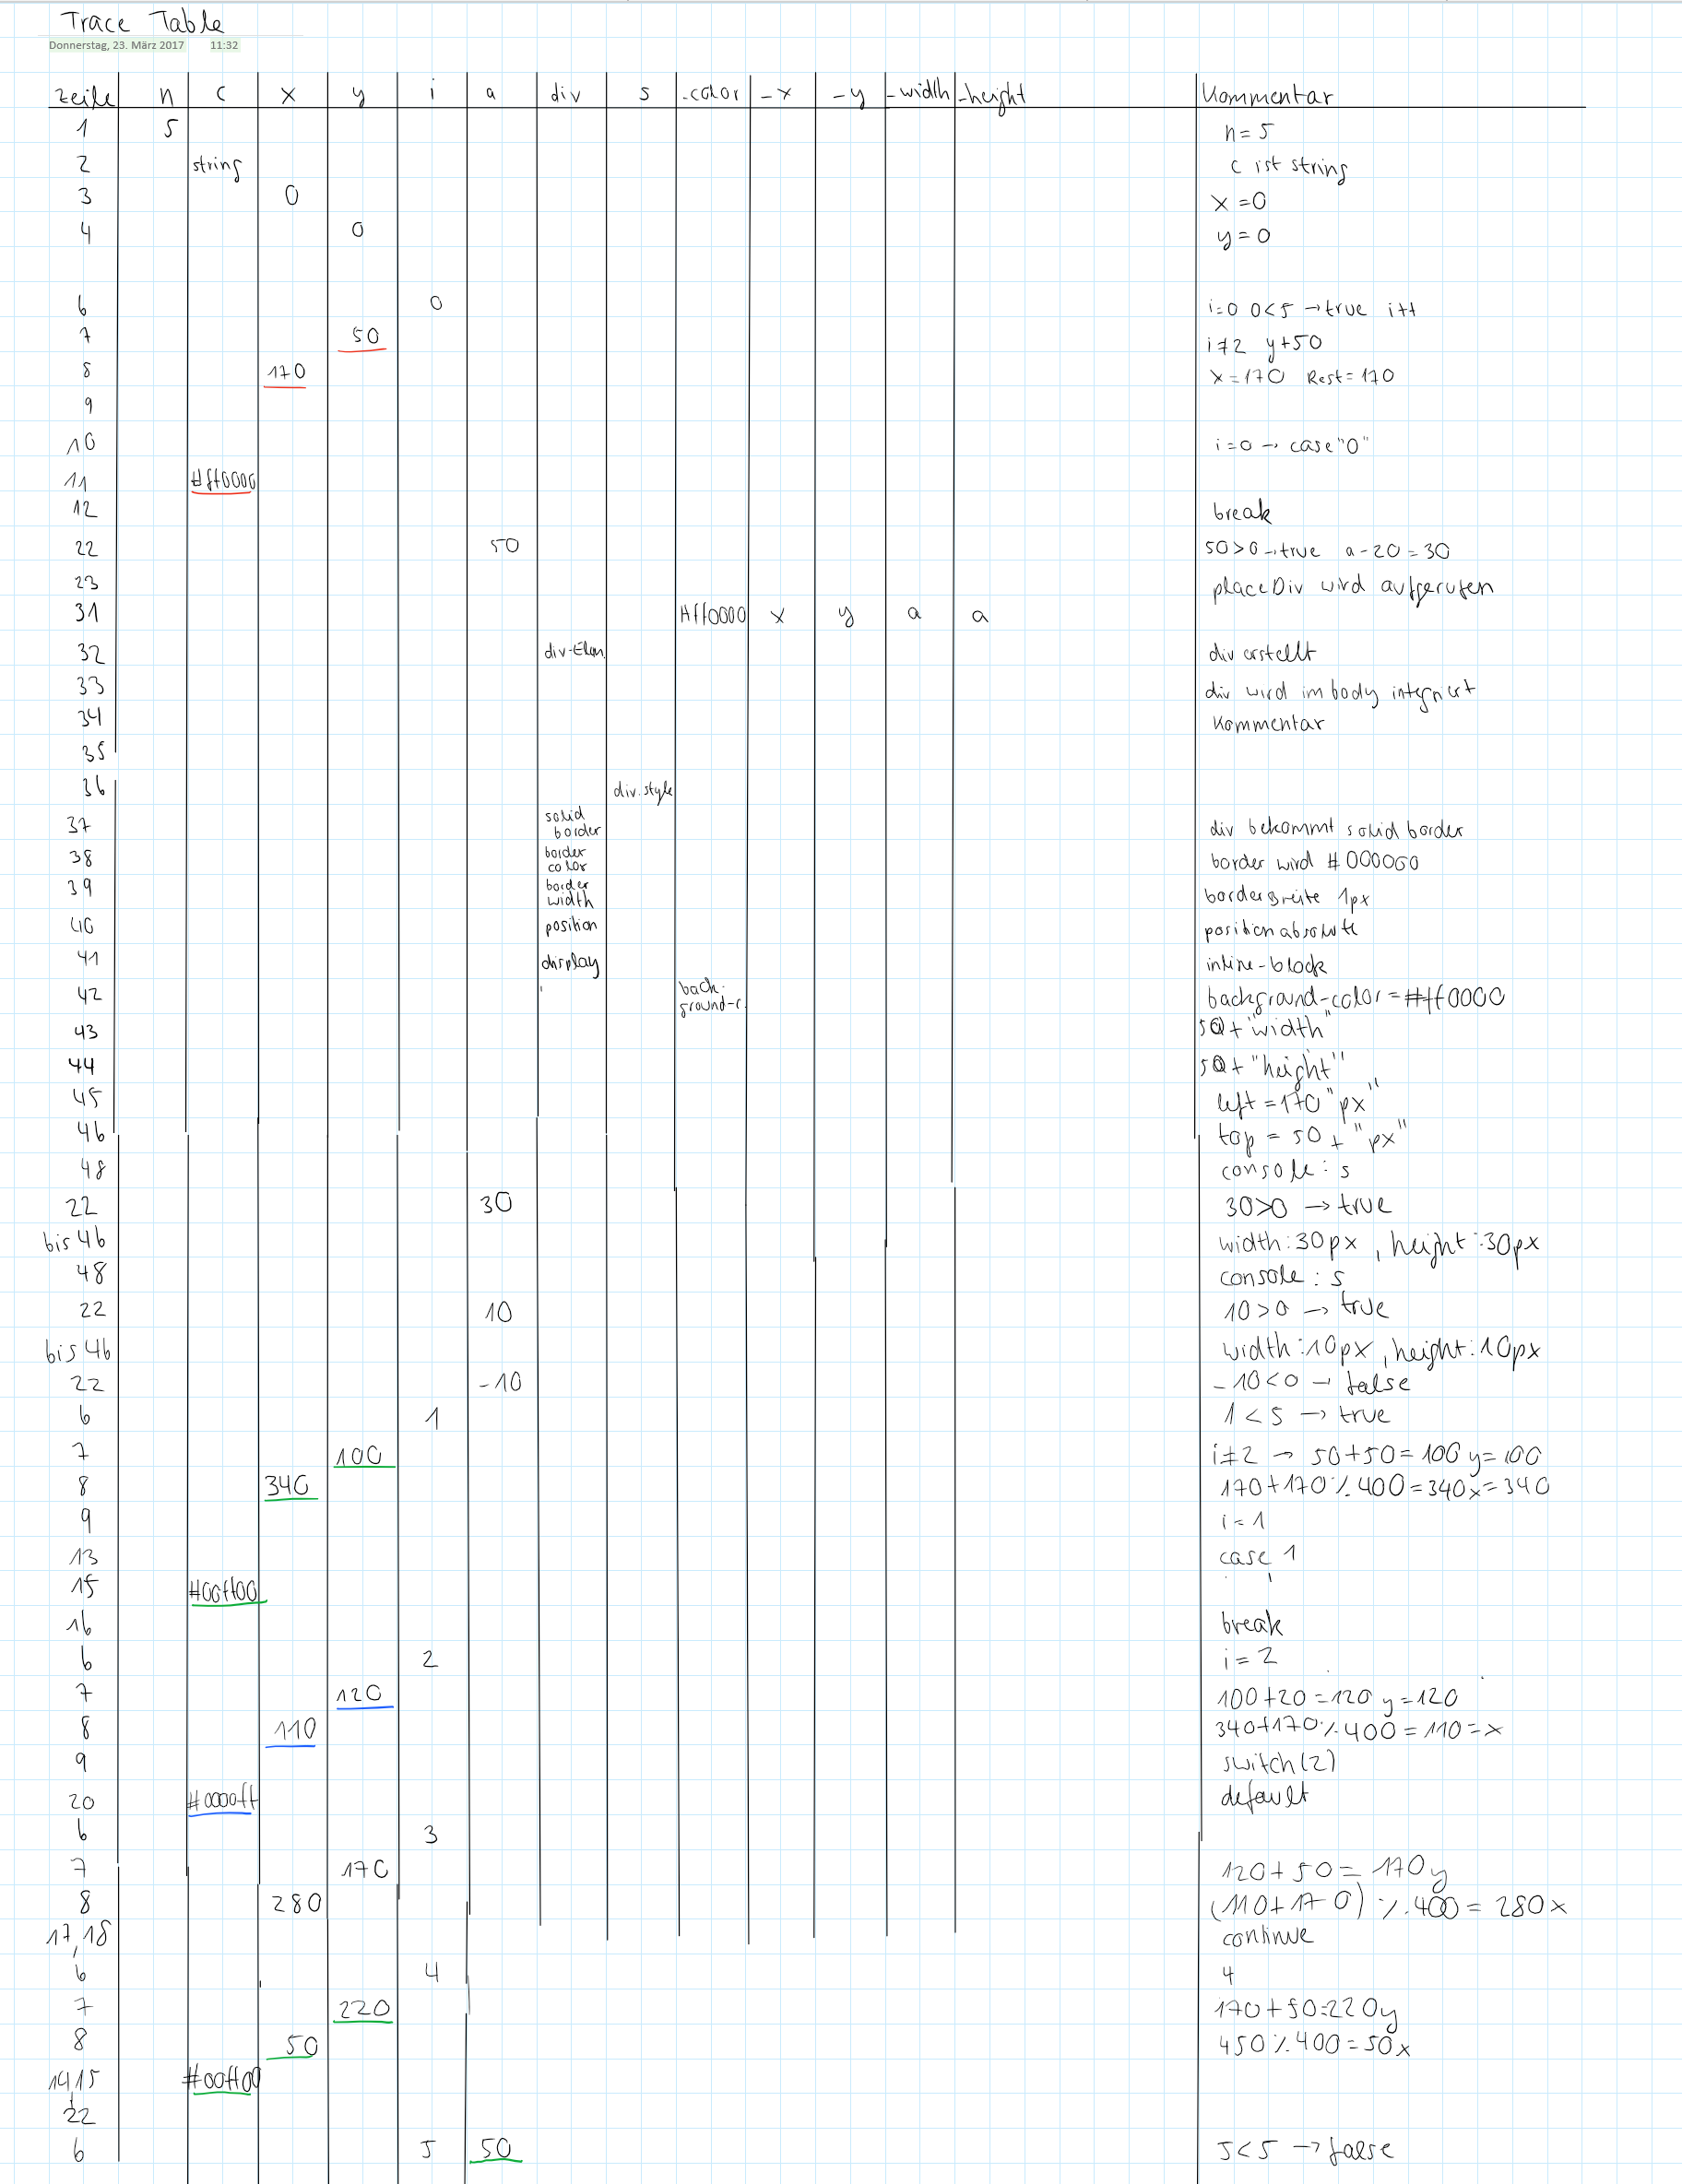 Trace Table
Donnerstag, 23. März 2017 11:32
Zeile n c x y i a div s -color -x -y -width -height Kommentar
1 5 n=5
2 string c ist string
3 0 x=0
4 0 y=0
6 0 i=0 0<5 →true i++
7 50 i≠2 y+50
8 170 x=170 Rest=170
9
10 i=0 → case "0"
11 #ff0000
12 break
22 50 50>0→true a-20=30
23 placeDiv wird aufgerufen
31 #ff0000 x y a a
32 div-Elem div erstellt
33 div wird im body integriert
34 Kommentar
35
36 div.style
37 solid border div bekommt solid border
38 border color border wird #000000
39 border width borderbreite 1px
40 position position absolute
41 display inline-block
42 back-ground-c. background-color=#ff0000
43 50+"width"
44 50+"height"
45 left=170"px"
46 top=50+"px"
48 console: s
22 30 30>0 →true
bis 46 width:30px, height:30px
48 console: s
22 10 10>0 →true
bis 46 width:10px, height:10px
22 -10 -10<0 → false
6 1 1<5 → true
7 100 i≠2 → 50+50=100 y=100
8 340 170+170%400=340 x=340
9 i=1
13 case 1
15 #00ff00
16 break
6 2 i=2
7 120 100+20=120 y=120
8 110 340+170%400=110=x
9 switch(2)
20 #0000ff default
6 3
7 170 120+50=170y
8 280 (110+170)%400=280x
17,18 continue
6 4 4
7 220 170+50=220y
8 50 450%400=50x
14,15 #00ff00
22
6 5 50 5<5 →false